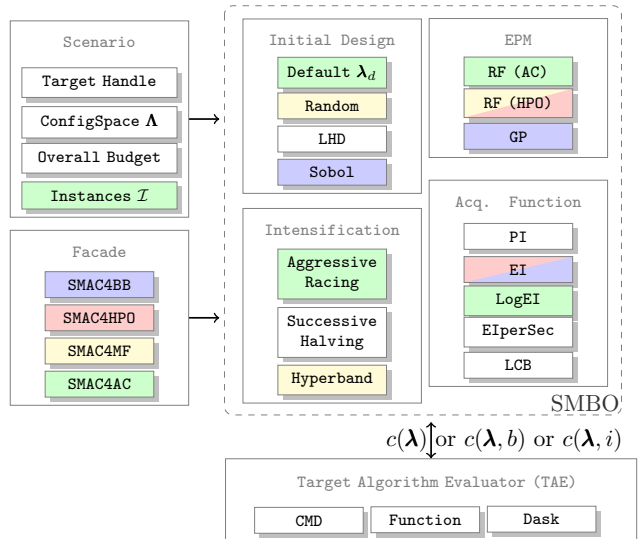 Scenario
Target Handle
ConfigSpace Λ
Overall Budget
Instances ℐ
Facade
SMAC4BB
SMAC4HPO
SMAC4MF
SMAC4AC
Initial Design
Default λ_d
Random
LHD
Sobol
Intensification
Aggressive
Racing
Successive
Halving
Hyperband
EPM
RF (AC)
RF (HPO)
GP
Acq. Function
PI
EI
LogEI
EIperSec
LCB
SMBO
c(λ) or c(λ, b) or c(λ, i)
Target Algorithm Evaluator (TAE)
CMD
Function
Dask